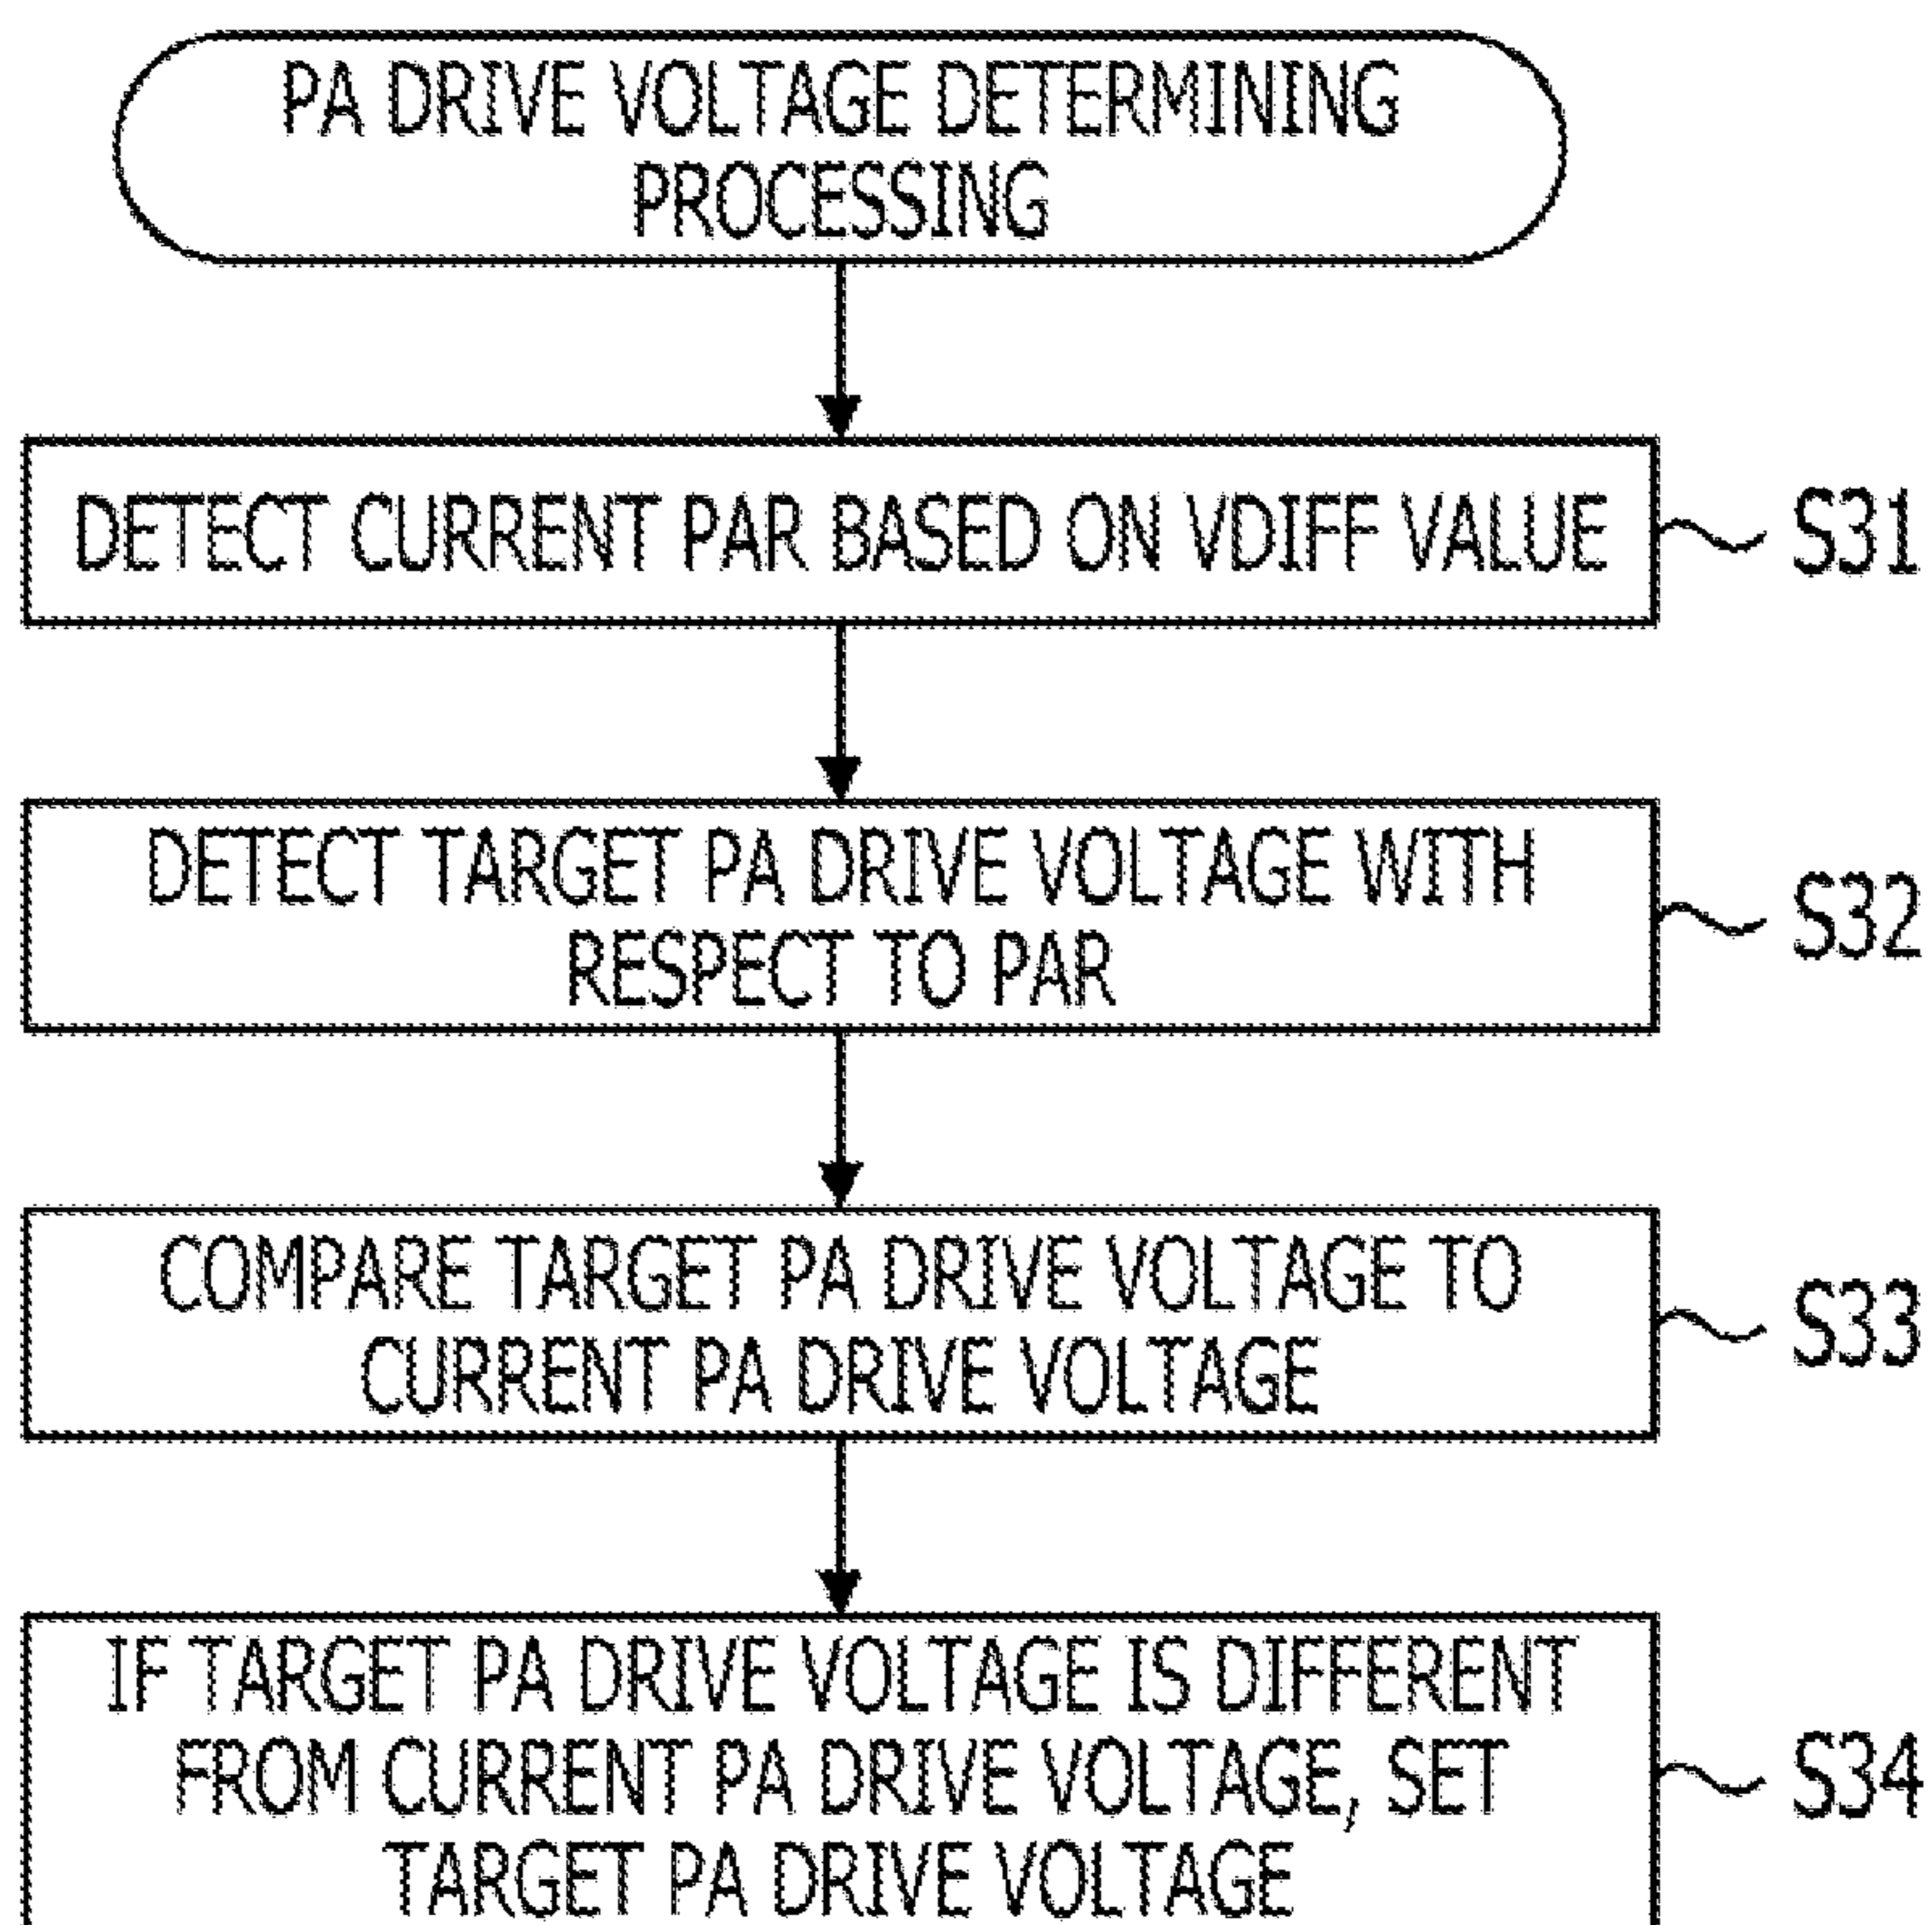 PA DRIVE VOLTAGE DETERMINING
PROCESSING
DETECT CURRENT PAR BASED ON VDIFF VALUE
S31
DETECT TARGET PA DRIVE VOLTAGE WITH
RESPECT TO PAR
S32
COMPARE TARGET PA DRIVE VOLTAGE TO
CURRENT PA DRIVE VOLTAGE
S33
IF TARGET PA DRIVE VOLTAGE IS DIFFERENT
FROM CURRENT PA DRIVE VOLTAGE, SET
TARGET PA DRIVE VOLTAGE
S34